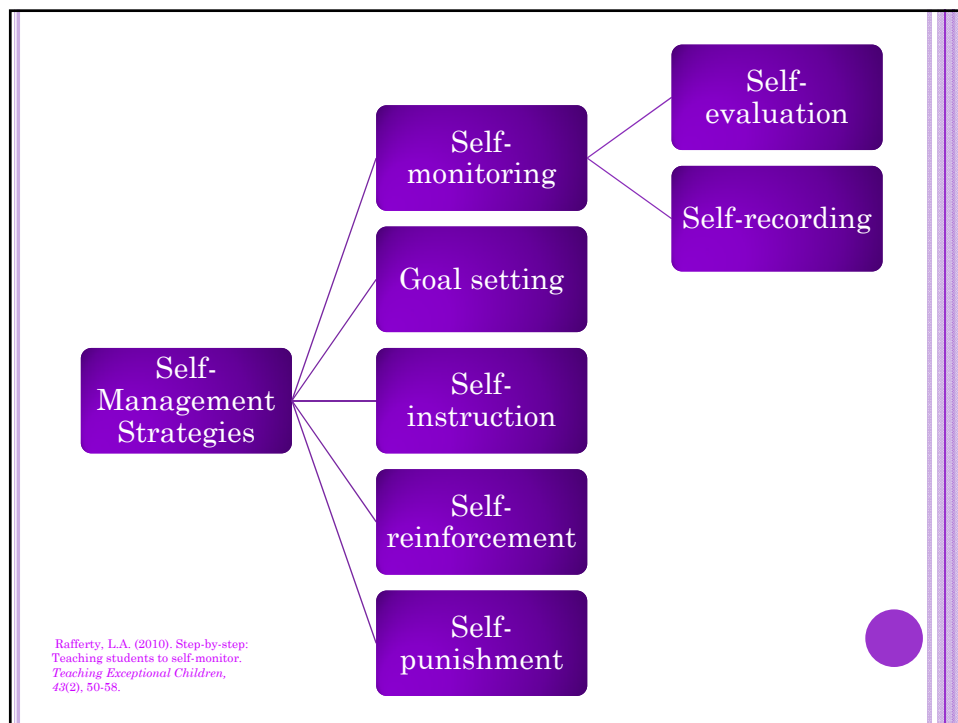 Self-
Management
Strategies
Self-
monitoring
Self-
evaluation
Self-recording
Goal setting
Self-
instruction
Self-
reinforcement
Self-
punishment
Rafferty, L.A. (2010). Step-by-step:
Teaching students to self-monitor.
Teaching Exceptional Children,
43(2), 50-58.